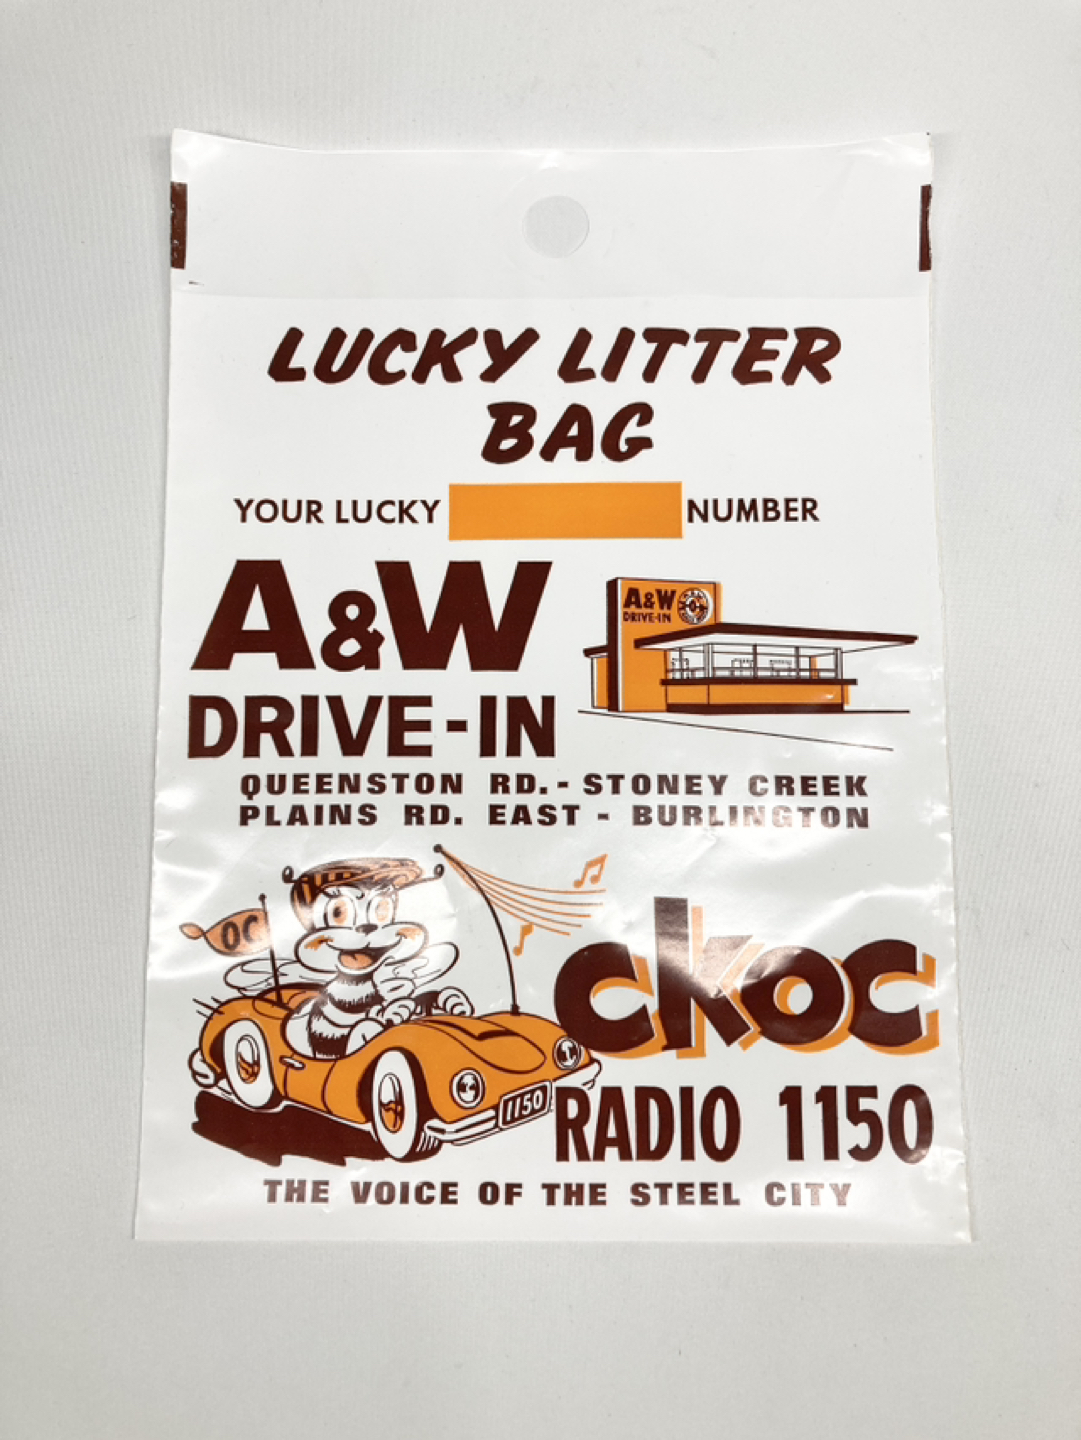 LUCKY LITTER
BAG
YOUR LUCKY NUMBER
A&W
DRIVE-IN
A&W
DRIVE-IN
QUEENSTON RD. - STONEY CREEK
PLAINS RD. EAST - BURLINGTON
OC
ckoc
1150
RADIO 1150
THE VOICE OF THE STEEL CITY